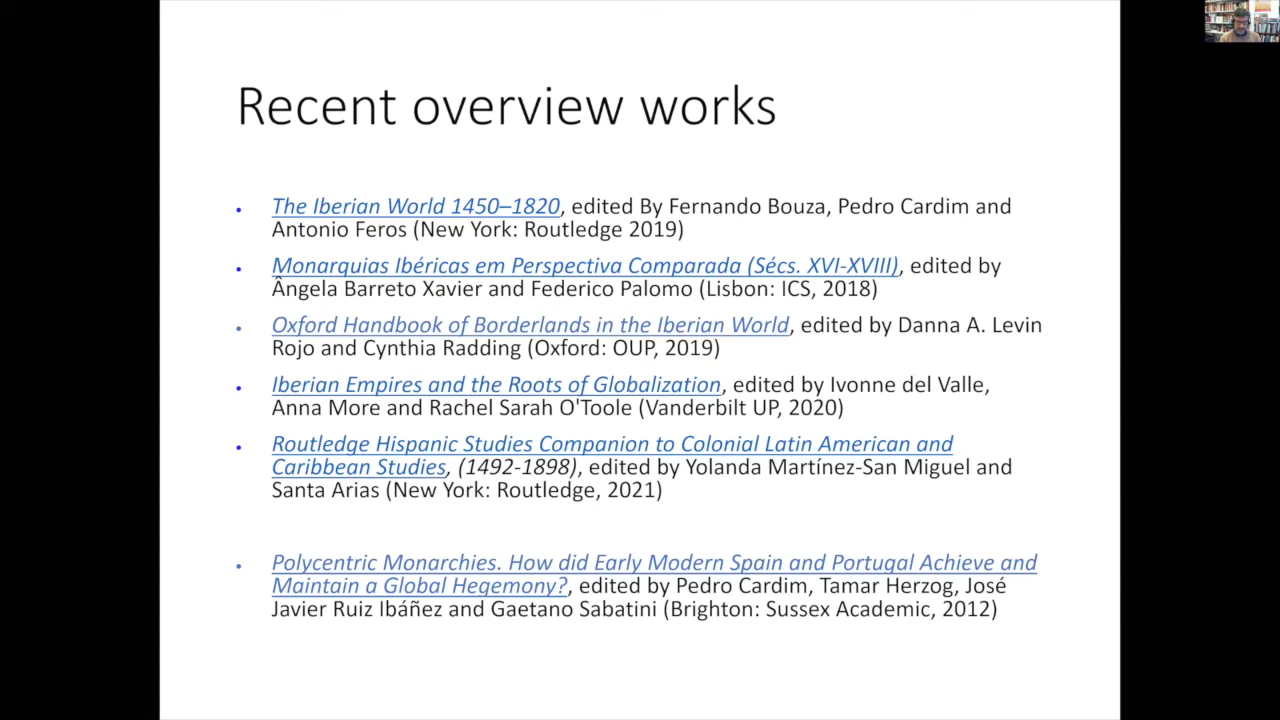 Recent overview works
• The Iberian World 1450–1820, edited By Fernando Bouza, Pedro Cardim and
Antonio Feros (New York: Routledge 2019)
• Monarquias Ibéricas em Perspectiva Comparada (Sécs. XVI-XVIII), edited by
Ângela Barreto Xavier and Federico Palomo (Lisbon: ICS, 2018)
• Oxford Handbook of Borderlands in the Iberian World, edited by Danna A. Levin
Rojo and Cynthia Radding (Oxford: OUP, 2019)
• Iberian Empires and the Roots of Globalization, edited by Ivonne del Valle,
Anna More and Rachel Sarah O'Toole (Vanderbilt UP, 2020)
• Routledge Hispanic Studies Companion to Colonial Latin American and
Caribbean Studies, (1492-1898), edited by Yolanda Martínez-San Miguel and
Santa Arias (New York: Routledge, 2021)
• Polycentric Monarchies. How did Early Modern Spain and Portugal Achieve and
Maintain a Global Hegemony?, edited by Pedro Cardim, Tamar Herzog, José
Javier Ruiz Ibáñez and Gaetano Sabatini (Brighton: Sussex Academic, 2012)